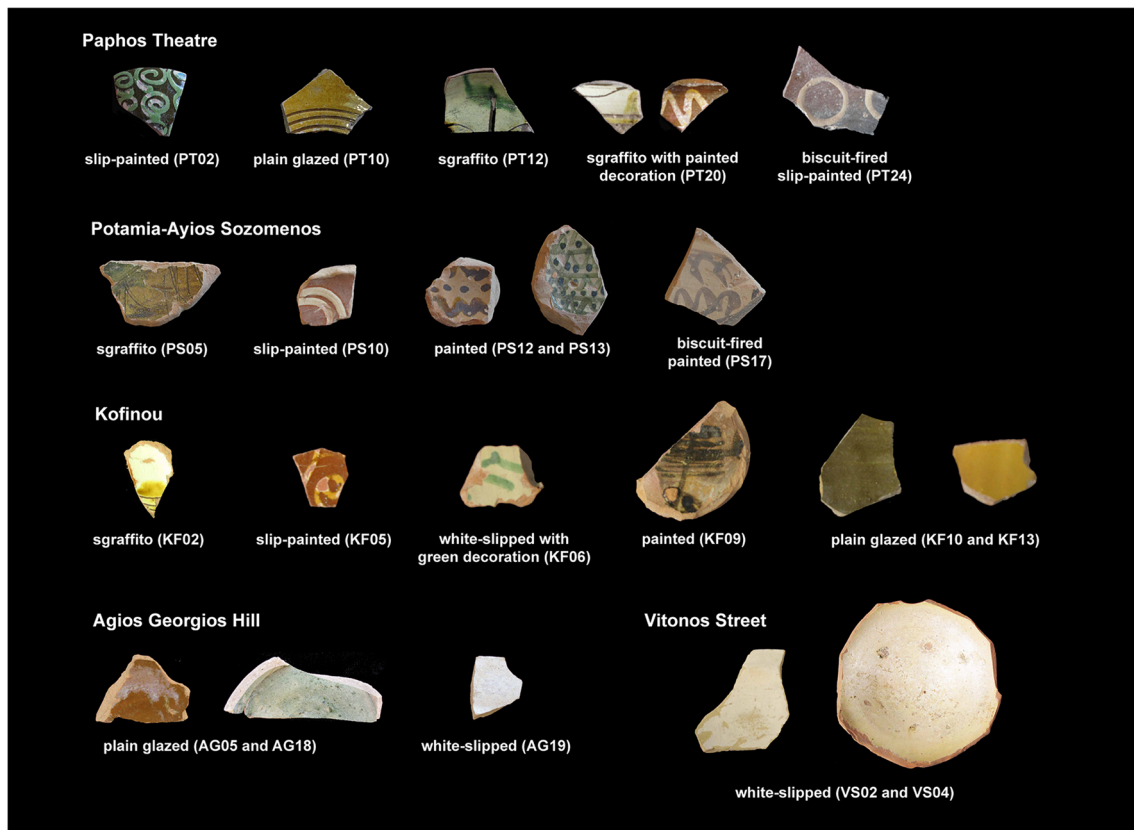 Paphos Theatre
slip-painted (PT02)
plain glazed (PT10)
sgraffito (PT12)
sgraffito with painted
decoration (PT20)
biscuit-fired
slip-painted (PT24)
Potamia-Ayios Sozomenos
sgraffito (PS05)
slip-painted (PS10)
painted (PS12 and PS13)
biscuit-fired
painted (PS17)
Kofinou
sgraffito (KF02)
slip-painted (KF05)
white-slipped with
green decoration (KF06)
painted (KF09)
plain glazed (KF10 and KF13)
Agios Georgios Hill
plain glazed (AG05 and AG18)
white-slipped (AG19)
Vitonos Street
white-slipped (VS02 and VS04)